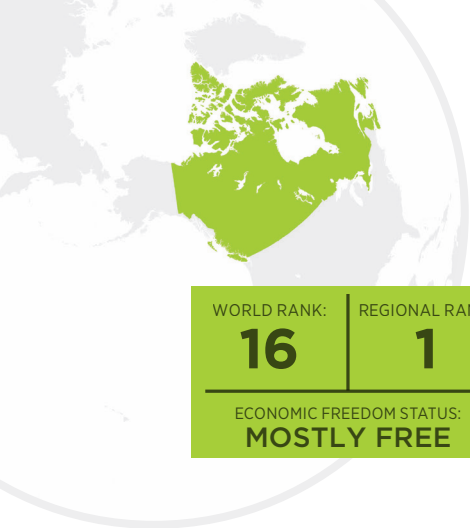 WORLD RANK:
16
REGIONAL RAN
1
ECONOMIC FREEDOM STATUS:
MOSTLY FREE